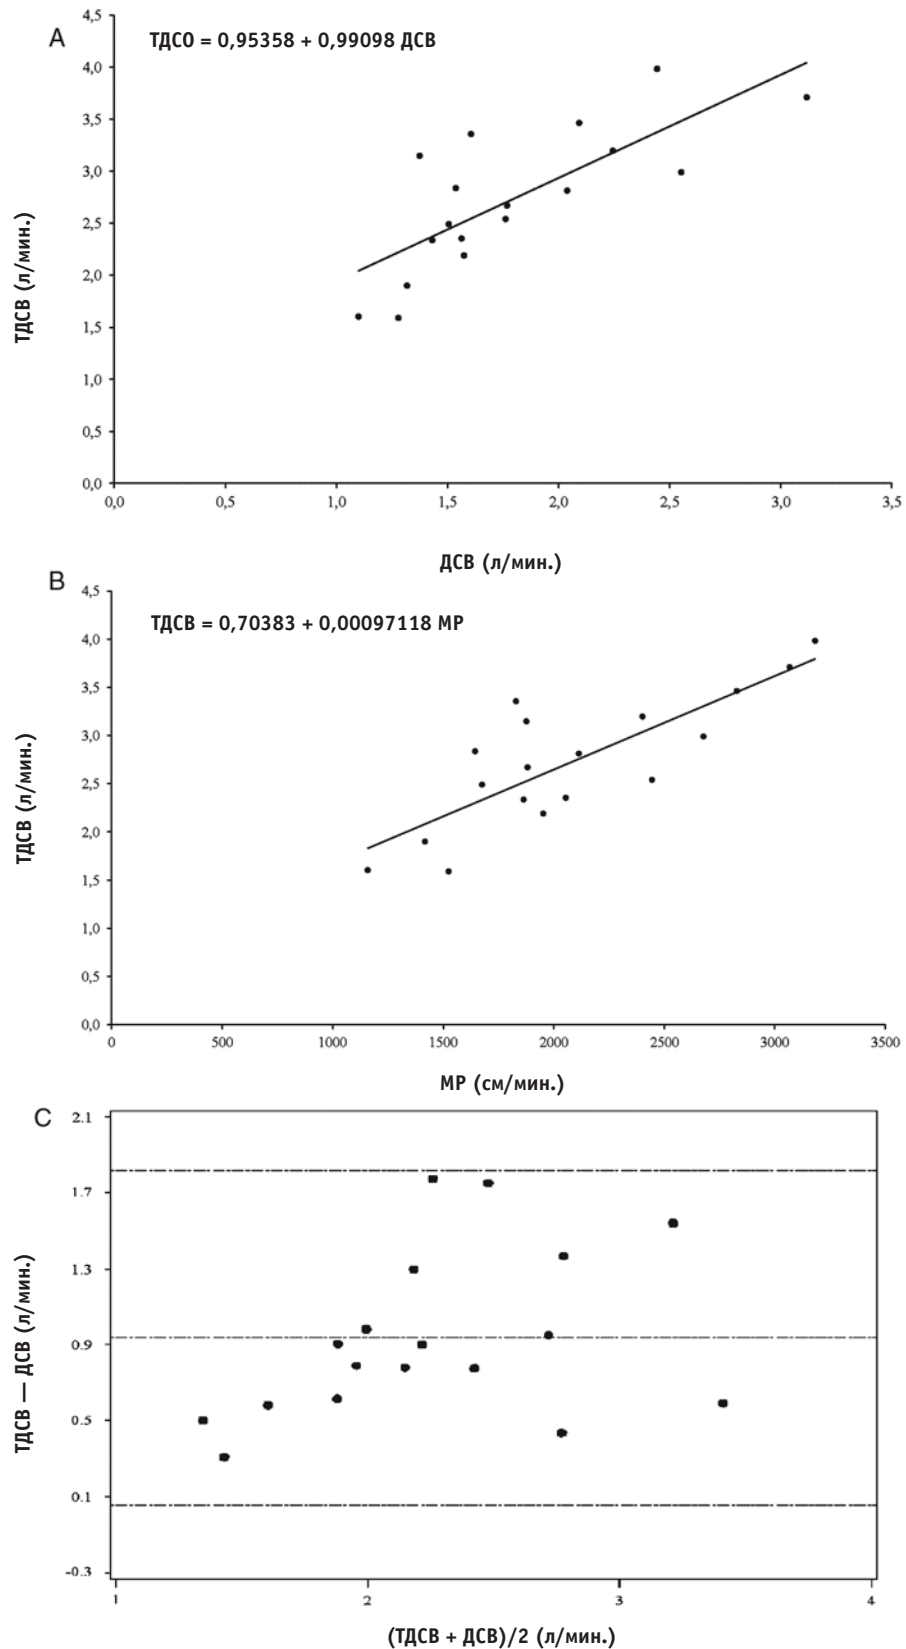 A
ТДСО = 0,95358 + 0,99098 ДСВ
4,5
4,0
3,5
3,0
2,5
2,0
1,5
1,0
0,5
0,0
ТДСВ (л/мин.)
0,0 0,5 1,0 1,5 2,0 2,5 3,0 3,5
ДСВ (л/мин.)
B
ТДСВ = 0,70383 + 0,00097118 МР
4,5
4,0
3,5
3,0
2,5
2,0
1,5
1,0
0,5
0,0
ТДСВ (л/мин.)
0 500 1000 1500 2000 2500 3000 3500
МР (см/мин.)
C
2.1
1.7
1.3
0.9
0.5
0.1
-0.3
ТДСВ — ДСВ (л/мин.)
1 2 3 4
(ТДСВ + ДСВ)/2 (л/мин.)